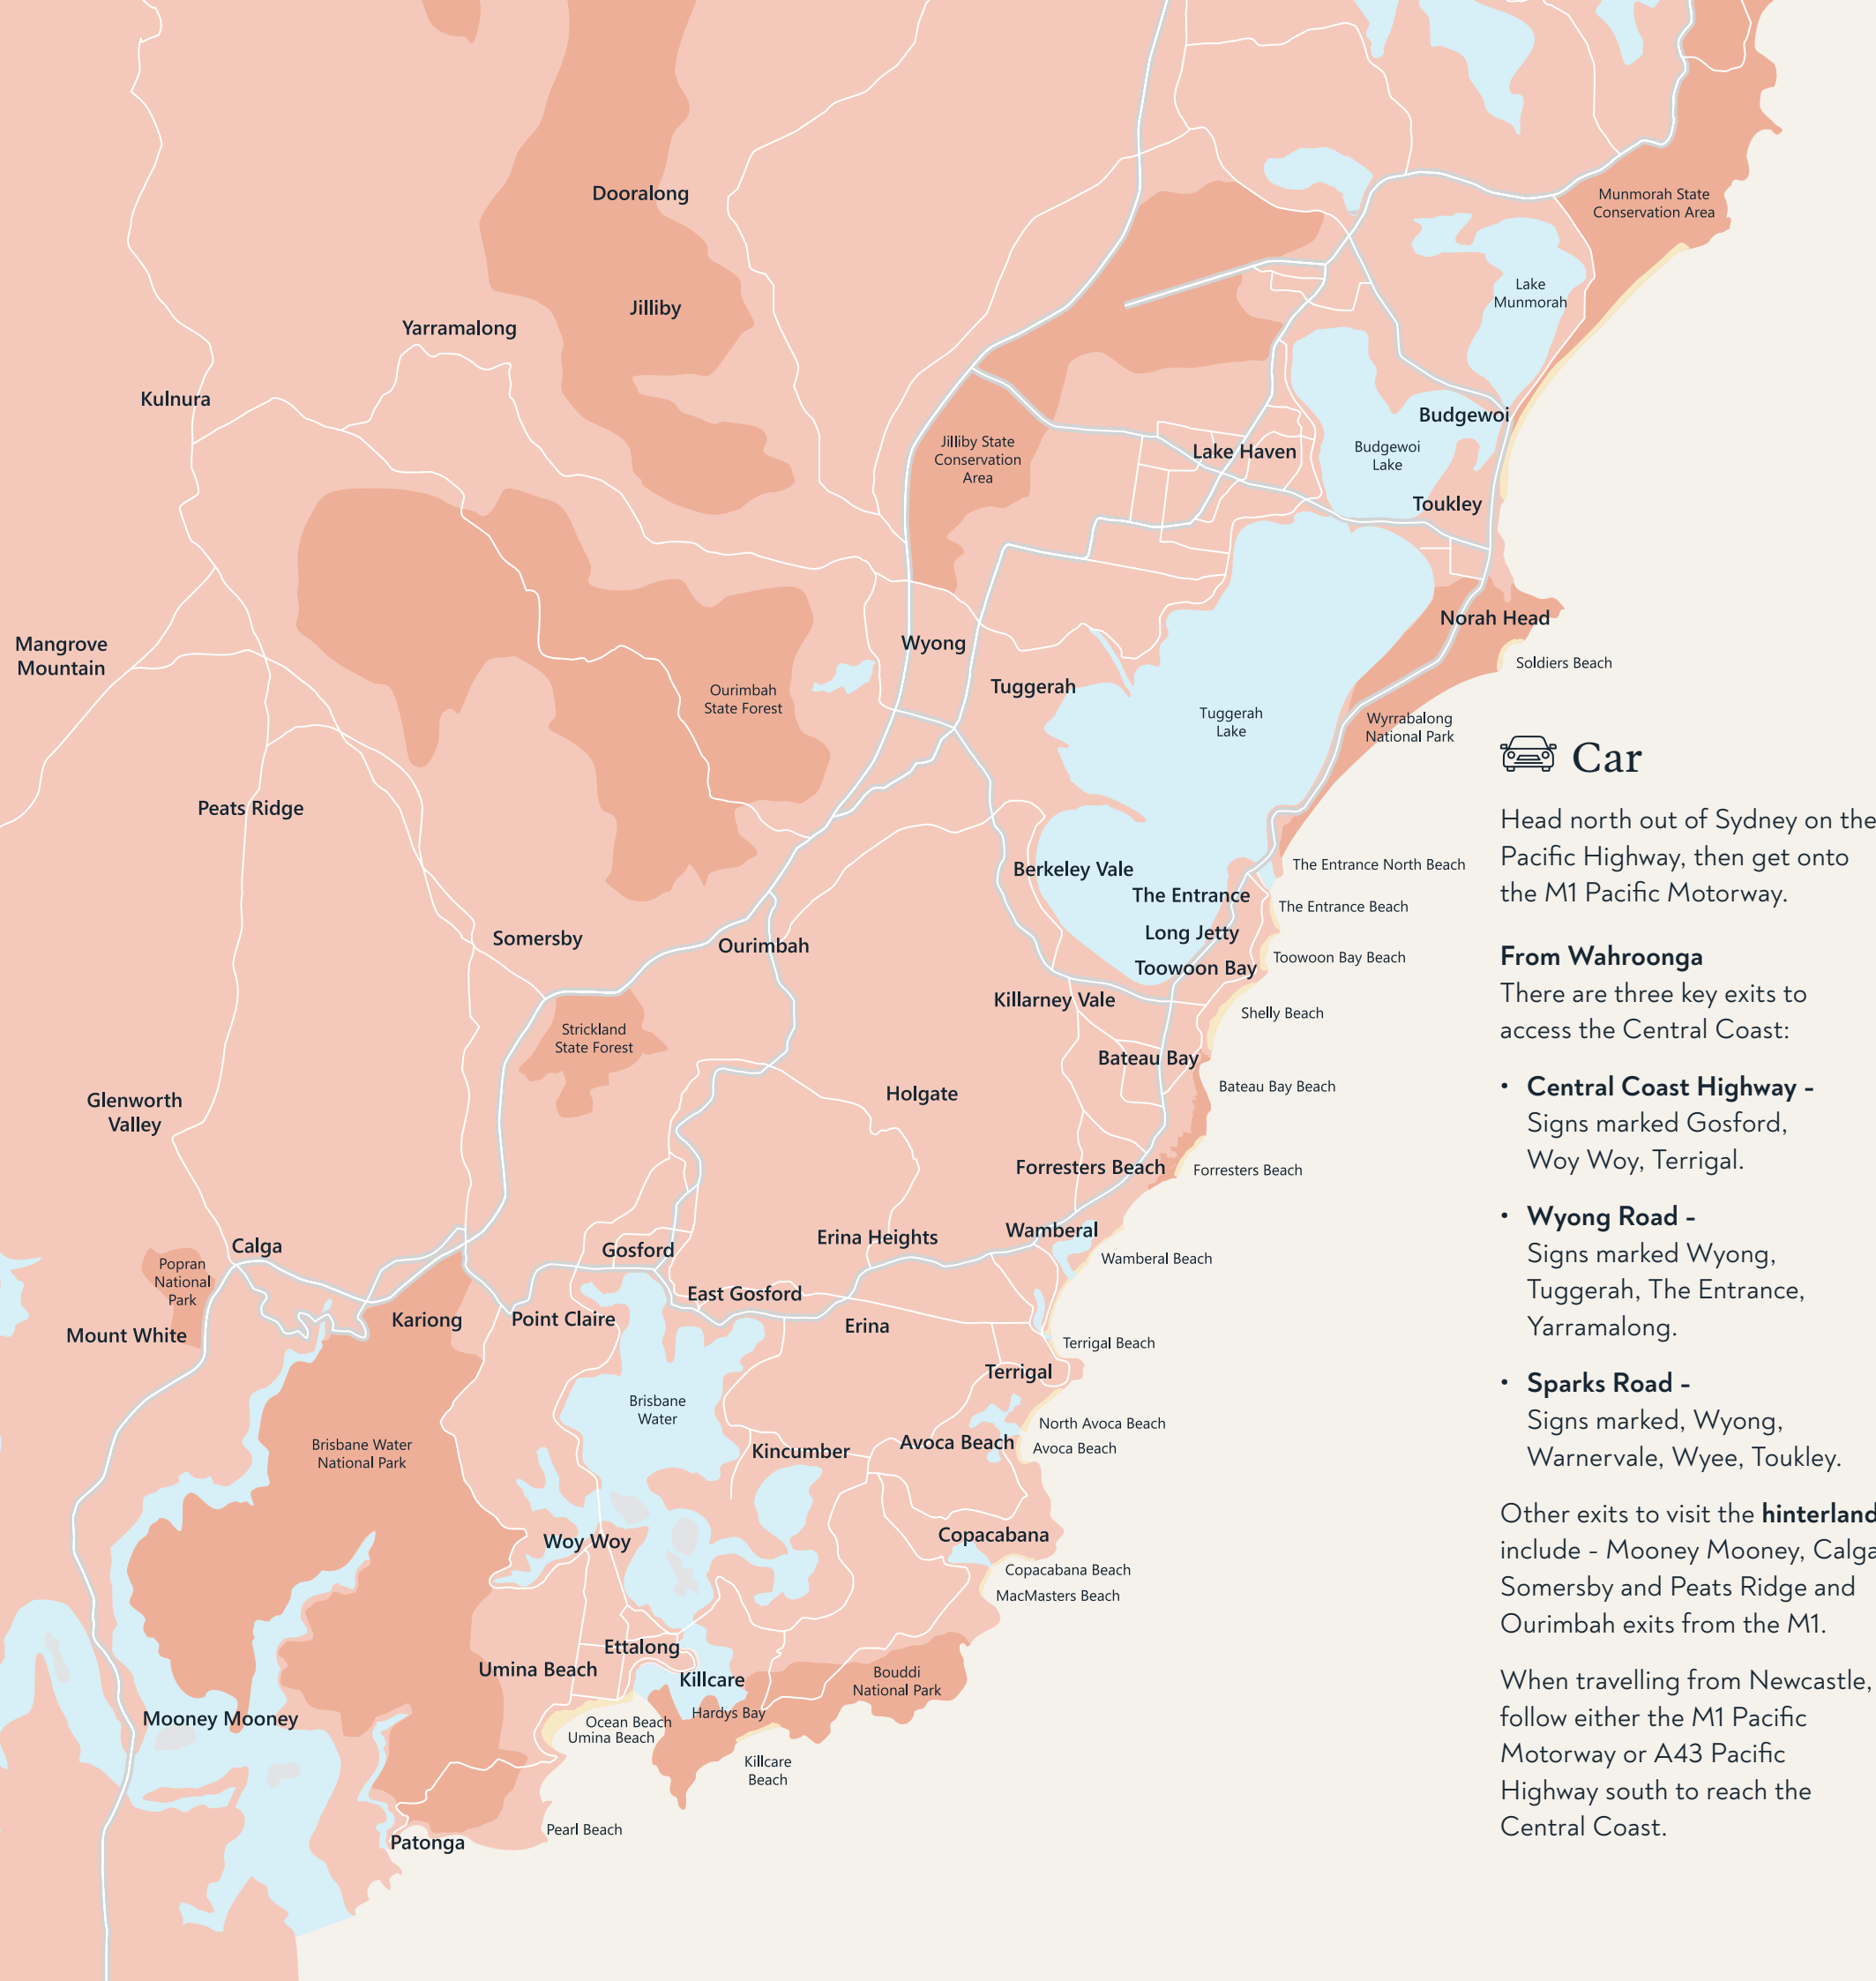 Dooralong
Munmorah State
Conservation Area
Lake
Munmorah
Jilliby
Yarramalong
Kulnura
Budgewoi
Jilliby State
Conservation
Area
Lake Haven
Budgewoi
Lake
Toukley
Norah Head
Mangrove
Mountain
Wyong
Soldiers Beach
Tuggerah
Ourimbah
State Forest
Tuggerah
Lake
Wyrrabalong
National Park
Peats Ridge
Berkeley Vale
The Entrance North Beach
The Entrance
The Entrance Beach
Long Jetty
Somersby
Ourimbah
Toowoon Bay Beach
Toowoon Bay
Killarney Vale
Shelly Beach
Strickland
State Forest
Bateau Bay
Bateau Bay Beach
Holgate
Glenworth
Valley
Forresters Beach
Forresters Beach
Wamberal
Erina Heights
Calga
Gosford
Wamberal Beach
Popran
National
Park
East Gosford
Kariong
Point Claire
Erina
Mount White
Terrigal Beach
Terrigal
Brisbane
Water
North Avoca Beach
Avoca Beach
Avoca Beach
Brisbane Water
National Park
Kincumber
Copacabana
Woy Woy
Copacabana Beach
MacMasters Beach
Ettalong
Umina Beach
Killcare
Bouddi
National Park
Hardys Bay
Mooney Mooney
Ocean Beach
Umina Beach
Killcare
Beach
Pearl Beach
Patonga
Car
Head north out of Sydney on the
Pacific Highway, then get onto
the M1 Pacific Motorway.
From Wahroonga
There are three key exits to
access the Central Coast:
• Central Coast Highway -
Signs marked Gosford,
Woy Woy, Terrigal.
• Wyong Road -
Signs marked Wyong,
Tuggerah, The Entrance,
Yarramalong.
• Sparks Road -
Signs marked, Wyong,
Warnervale, Wyee, Toukley.
Other exits to visit the hinterland
include - Mooney Mooney, Calga
Somersby and Peats Ridge and
Ourimbah exits from the M1.
When travelling from Newcastle,
follow either the M1 Pacific
Motorway or A43 Pacific
Highway south to reach the
Central Coast.